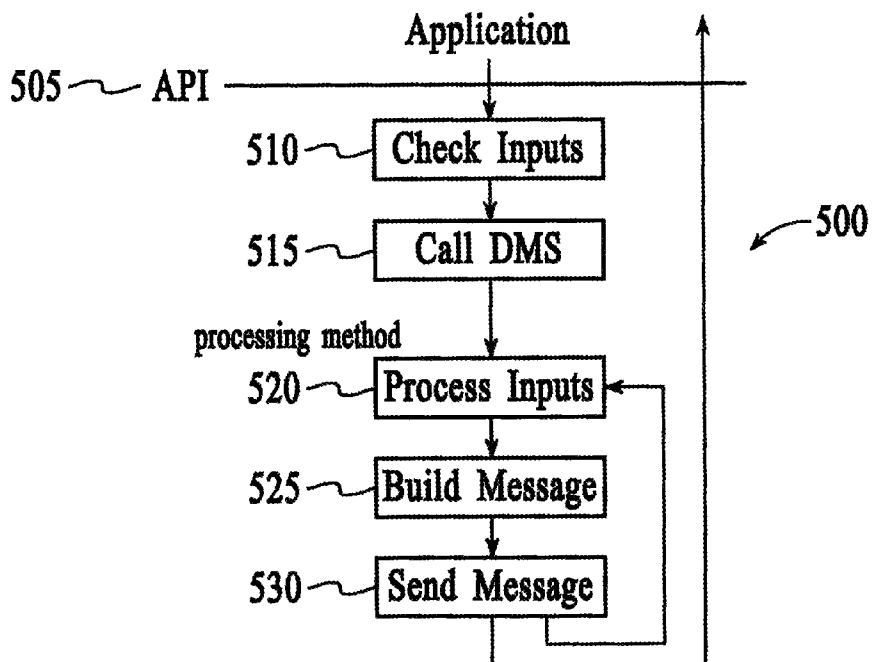 Application
505 API
510 Check Inputs
515 Call DMS
500
processing method
520 Process Inputs
525 Build Message
530 Send Message